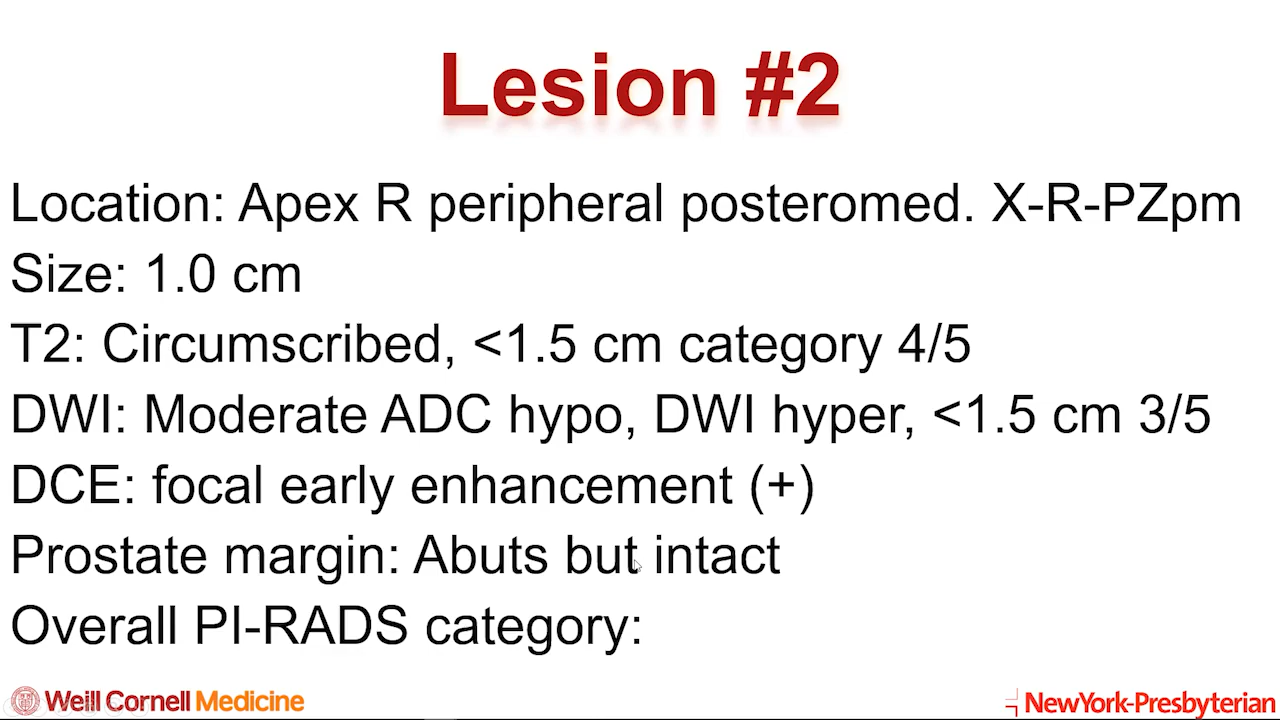 Lesion #2
Location: Apex R peripheral posteromed. X-R-PZpm
Size: 1.0 cm
T2: Circumscribed, <1.5 cm category 4/5
DWI: Moderate ADC hypo, DWI hyper, <1.5 cm 3/5
DCE: focal early enhancement (+)
Prostate margin: Abuts but intact
Overall PI-RADS category:
Weill Cornell Medicine
NewYork-Presbyterian